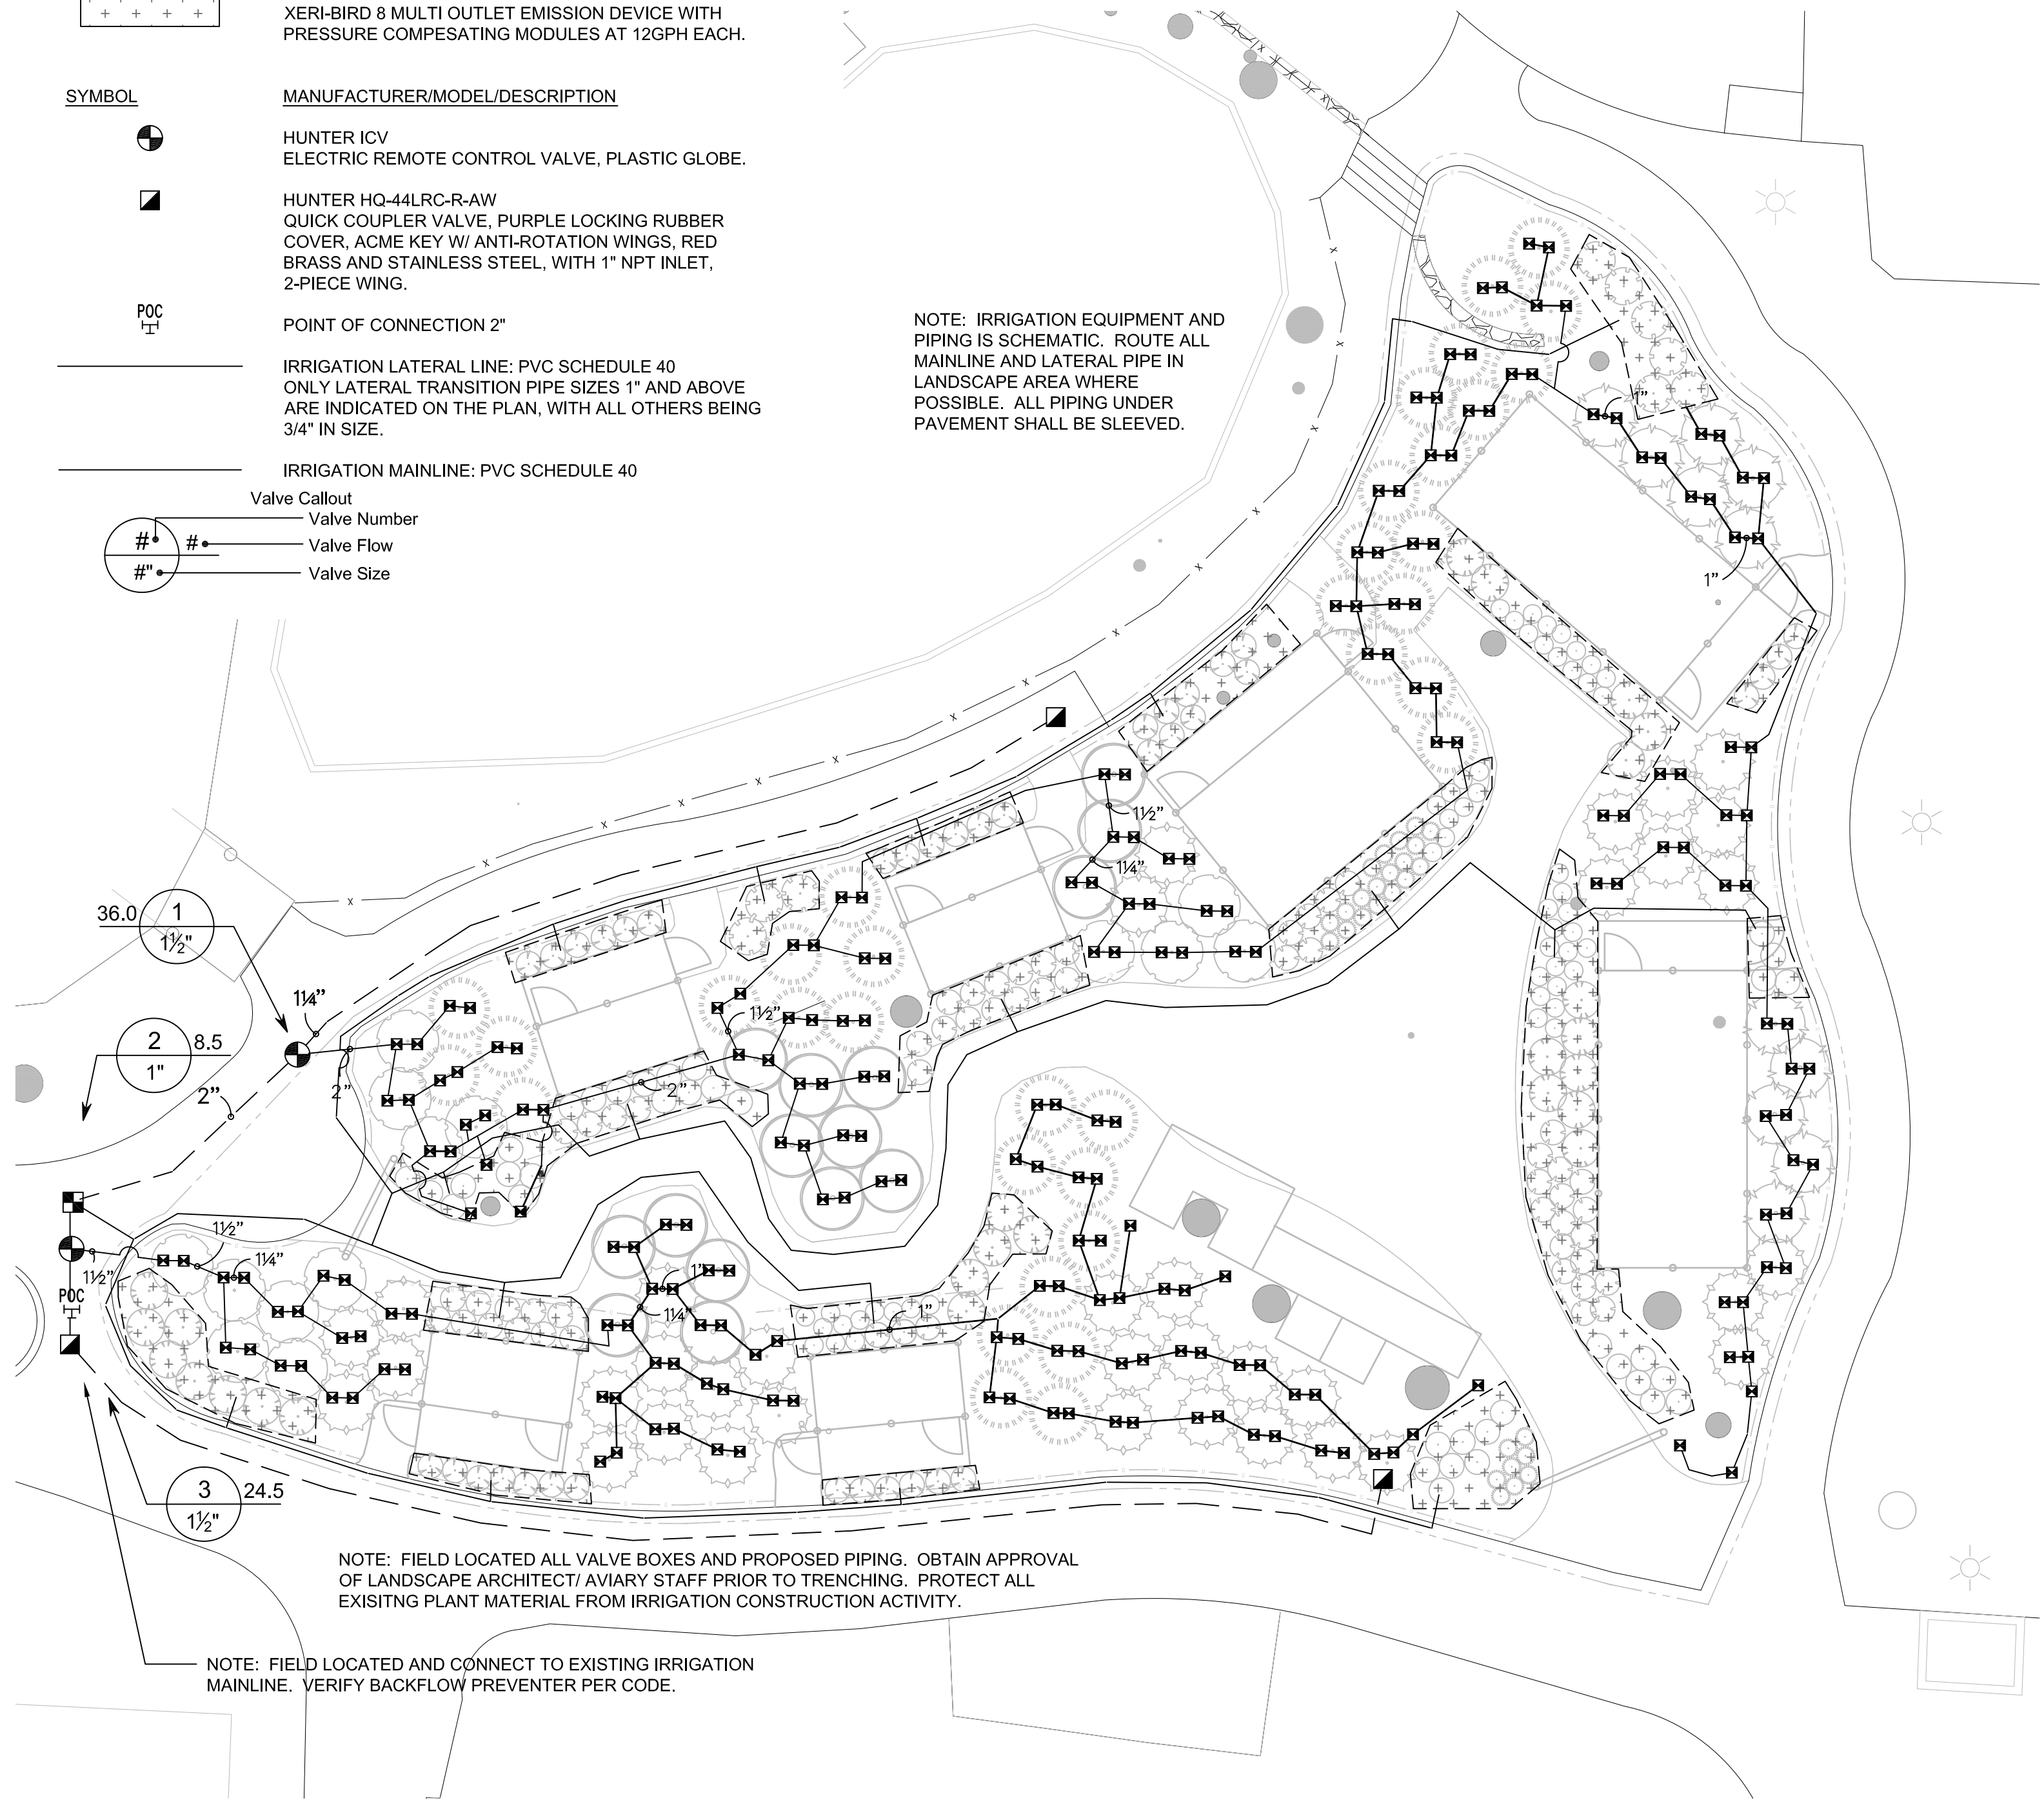 XERI-BIRD 8 MULTI OUTLET EMISSION DEVICE WITH
PRESSURE COMPESATING MODULES AT 12GPH EACH.
SYMBOL
MANUFACTURER/MODEL/DESCRIPTION
HUNTER ICV
ELECTRIC REMOTE CONTROL VALVE, PLASTIC GLOBE.
HUNTER HQ-44LRC-R-AW
QUICK COUPLER VALVE, PURPLE LOCKING RUBBER
COVER, ACME KEY W/ ANTI-ROTATION WINGS, RED
BRASS AND STAINLESS STEEL, WITH 1" NPT INLET,
2-PIECE WING.
POC
POINT OF CONNECTION 2"
IRRIGATION LATERAL LINE: PVC SCHEDULE 40
ONLY LATERAL TRANSITION PIPE SIZES 1" AND ABOVE
ARE INDICATED ON THE PLAN, WITH ALL OTHERS BEING
3/4" IN SIZE.
IRRIGATION MAINLINE: PVC SCHEDULE 40
Valve Callout
# # Valve Number
Valve Flow
#" Valve Size
NOTE: IRRIGATION EQUIPMENT AND
PIPING IS SCHEMATIC. ROUTE ALL
MAINLINE AND LATERAL PIPE IN
LANDSCAPE AREA WHERE
POSSIBLE. ALL PIPING UNDER
PAVEMENT SHALL BE SLEEVED.
1"
1"
1½"
1¼"
36.0 1
1½"
1¼"
1½"
2 8.5
1"
2"
2"
2"
1½"
1¼"
1½"
POC
1"
1¼"
1"
3 24.5
1½"
NOTE: FIELD LOCATED ALL VALVE BOXES AND PROPOSED PIPING. OBTAIN APPROVAL
OF LANDSCAPE ARCHITECT/ AVIARY STAFF PRIOR TO TRENCHING. PROTECT ALL
EXISITNG PLANT MATERIAL FROM IRRIGATION CONSTRUCTION ACTIVITY.
NOTE: FIELD LOCATED AND CONNECT TO EXISTING IRRIGATION
MAINLINE. VERIFY BACKFLOW PREVENTER PER CODE.